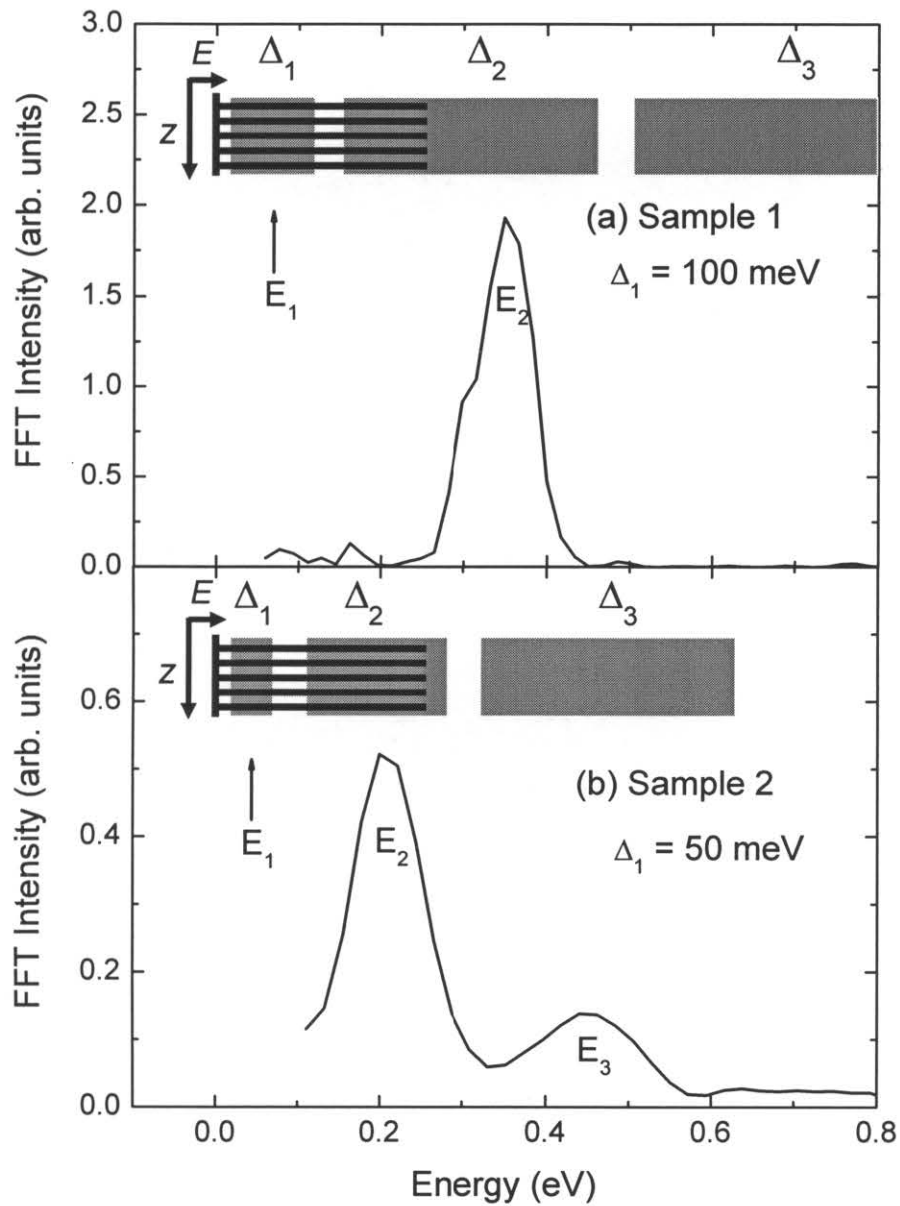 3.0
2.5
2.0
1.5
1.0
0.5
0.0
FFT Intensity (arb. units)
E
z
Δ₁
Δ₂
Δ₃
E₁
E₂
(a) Sample 1
Δ₁ = 100 meV
0.6
0.4
0.2
0.0
FFT Intensity (arb. units)
E
z
Δ₁
Δ₂
Δ₃
E₁
E₂
E₃
(b) Sample 2
Δ₁ = 50 meV
0.0 0.2 0.4 0.6 0.8
Energy (eV)